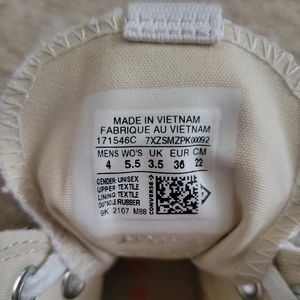 MADE IN VIETNAM
FABRIQUE AU VIETNAM
171546C 7XZSMZPK00092
MENS WO'S UK EUR CM
4 5.5 3.5 36 22
GENDER: UNISEX
UPPER: TEXTILE
LINING: TEXTILE
OUTSOLE: RUBBER
9K 2107 M88
CONVERSE